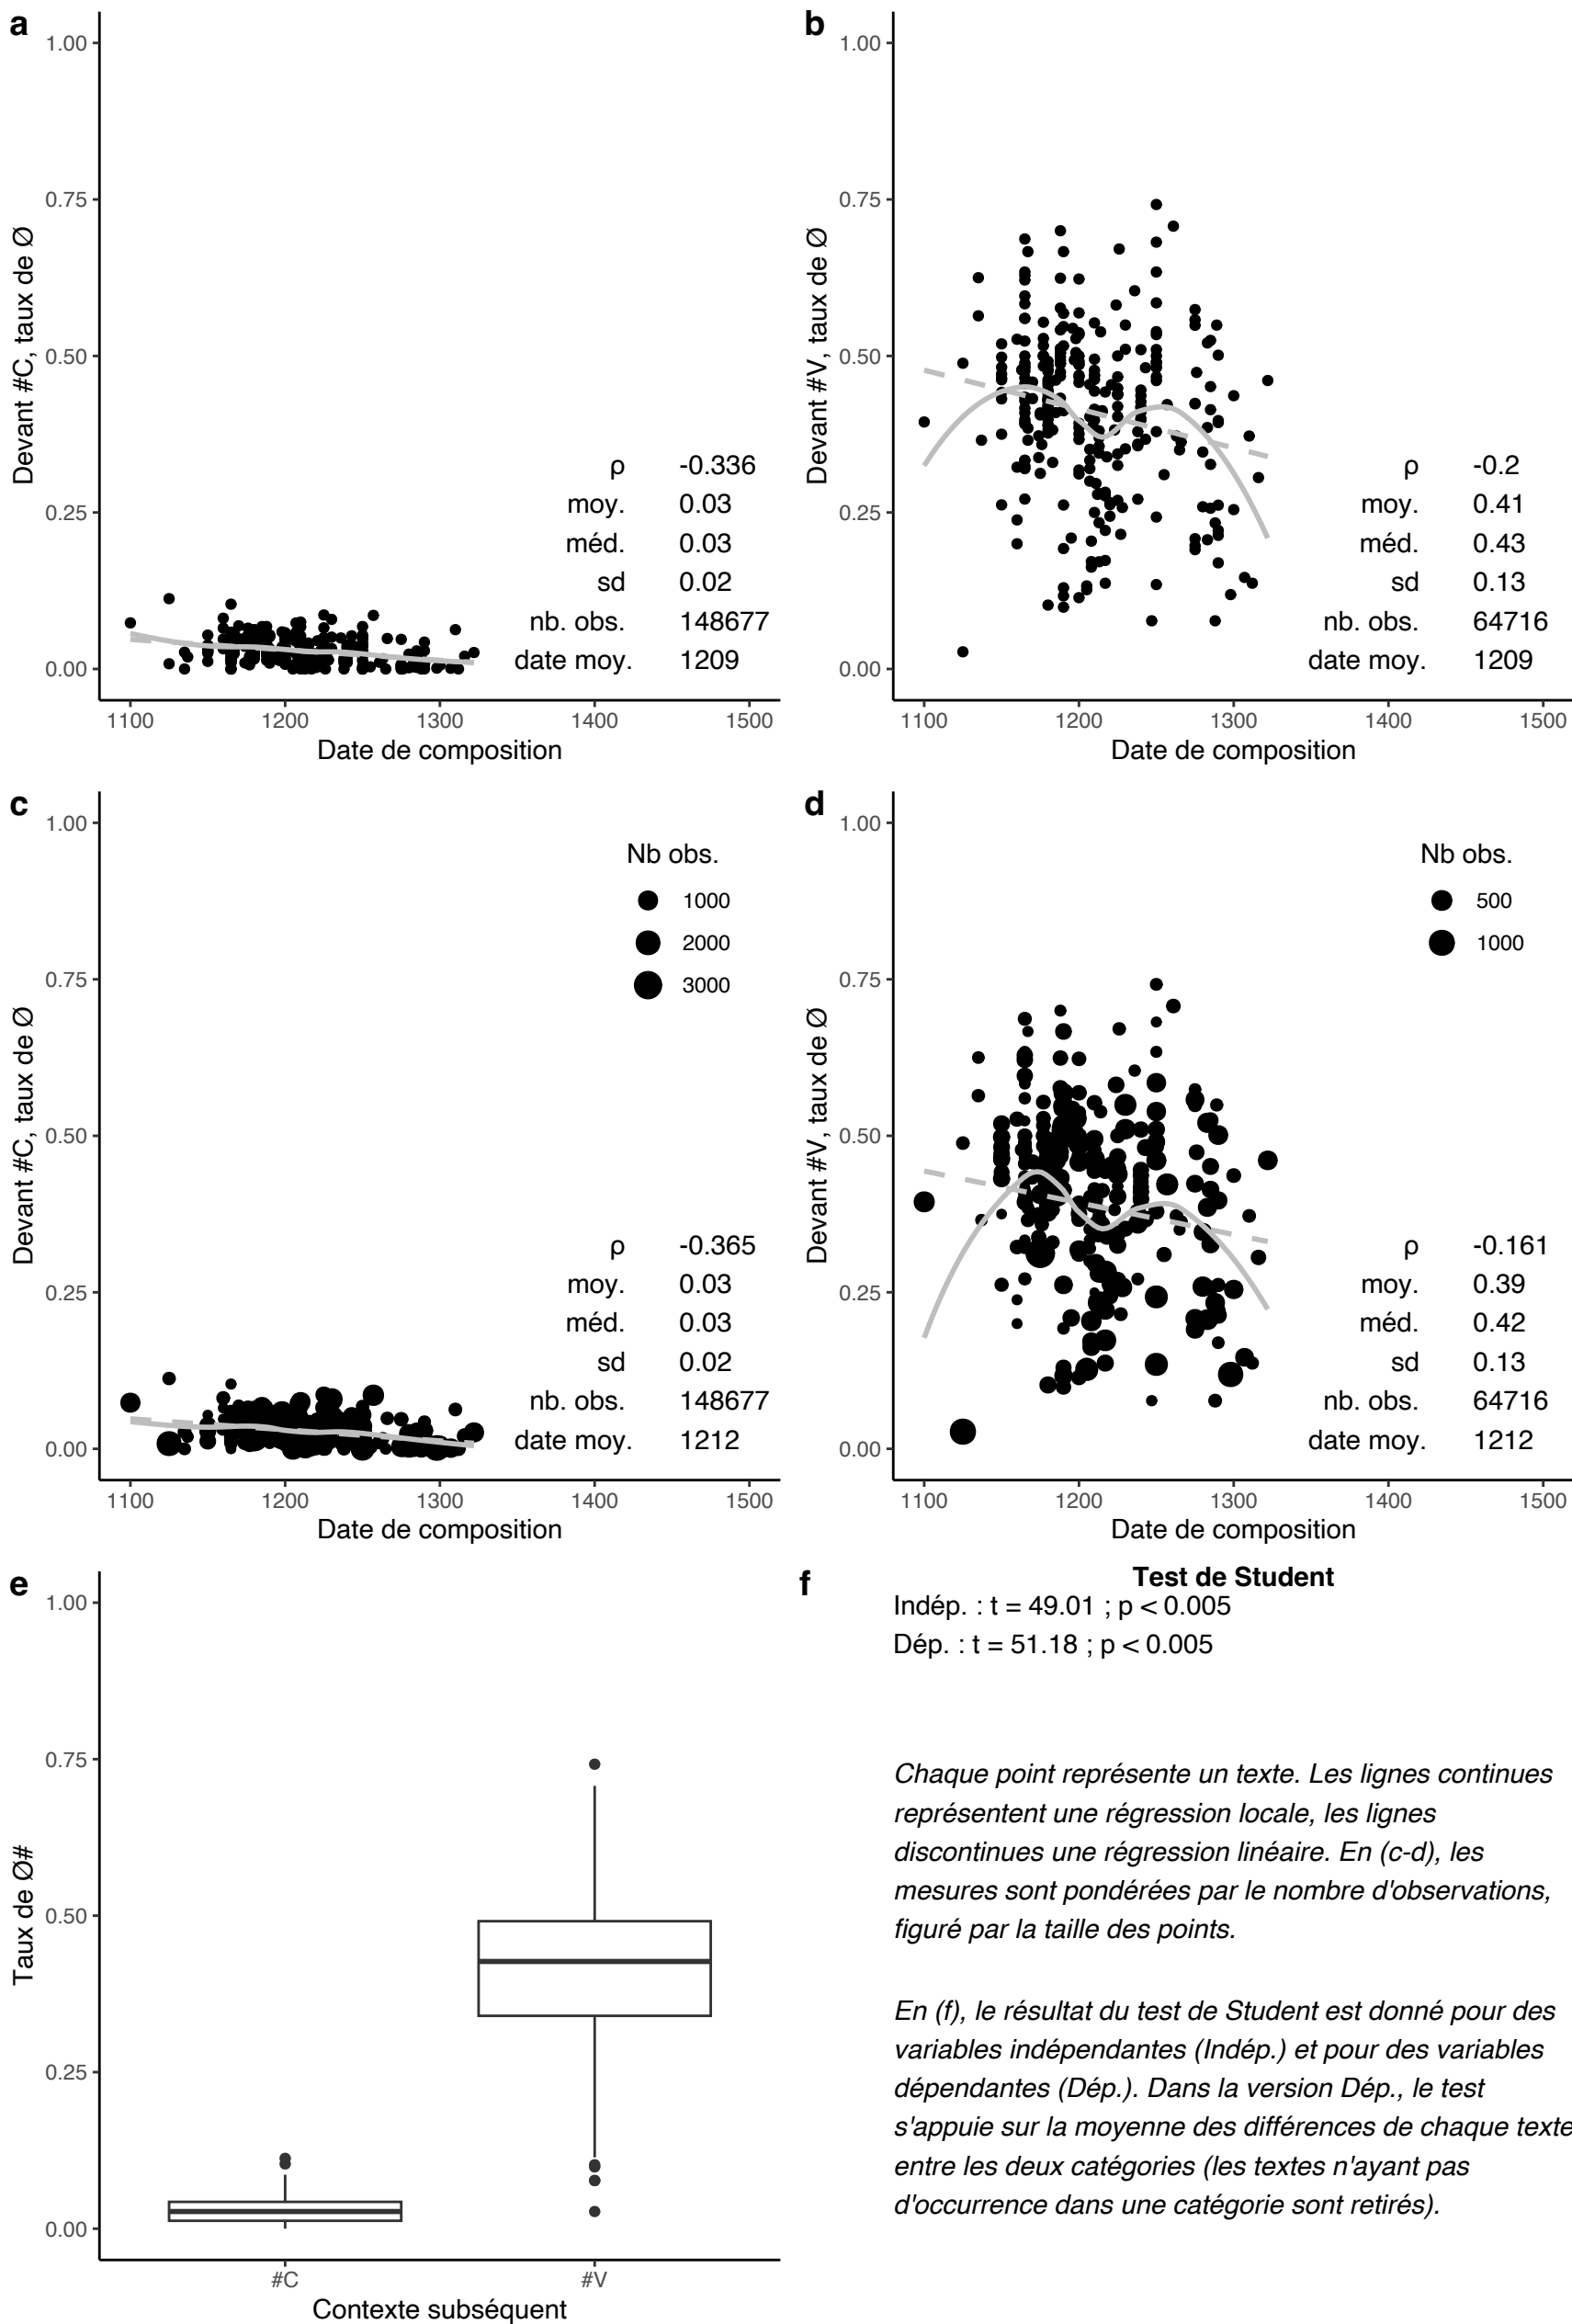 a
1.00
0.75
0.50
0.25
0.00
Devant #C, taux de Ø
ρ -0.336
moy. 0.03
méd. 0.03
sd 0.02
nb. obs. 148677
date moy. 1209
1100 1200 1300 1400 1500
Date de composition
b
1.00
0.75
0.50
0.25
0.00
Devant #V, taux de Ø
ρ -0.2
moy. 0.41
méd. 0.43
sd 0.13
nb. obs. 64716
date moy. 1209
1100 1200 1300 1400 1500
Date de composition
c
1.00
0.75
0.50
0.25
0.00
Devant #C, taux de Ø
Nb obs.
1000
2000
3000
ρ -0.365
moy. 0.03
méd. 0.03
sd 0.02
nb. obs. 148677
date moy. 1212
1100 1200 1300 1400 1500
Date de composition
d
1.00
0.75
0.50
0.25
0.00
Devant #V, taux de Ø
Nb obs.
500
1000
ρ -0.161
moy. 0.39
méd. 0.42
sd 0.13
nb. obs. 64716
date moy. 1212
1100 1200 1300 1400 1500
Date de composition
e
1.00
0.75
0.50
0.25
0.00
Taux de Ø#
#C #V
Contexte subséquent
f
Test de Student
Indép. : t = 49.01 ; p < 0.005
Dép. : t = 51.18 ; p < 0.005
Chaque point représente un texte. Les lignes continues
représentent une régression locale, les lignes
discontinues une régression linéaire. En (c-d), les
mesures sont pondérées par le nombre d'observations,
figuré par la taille des points.
En (f), le résultat du test de Student est donné pour des
variables indépendantes (Indép.) et pour des variables
dépendantes (Dép.). Dans la version Dép., le test
s'appuie sur la moyenne des différences de chaque texte
entre les deux catégories (les textes n'ayant pas
d'occurrence dans une catégorie sont retirés).